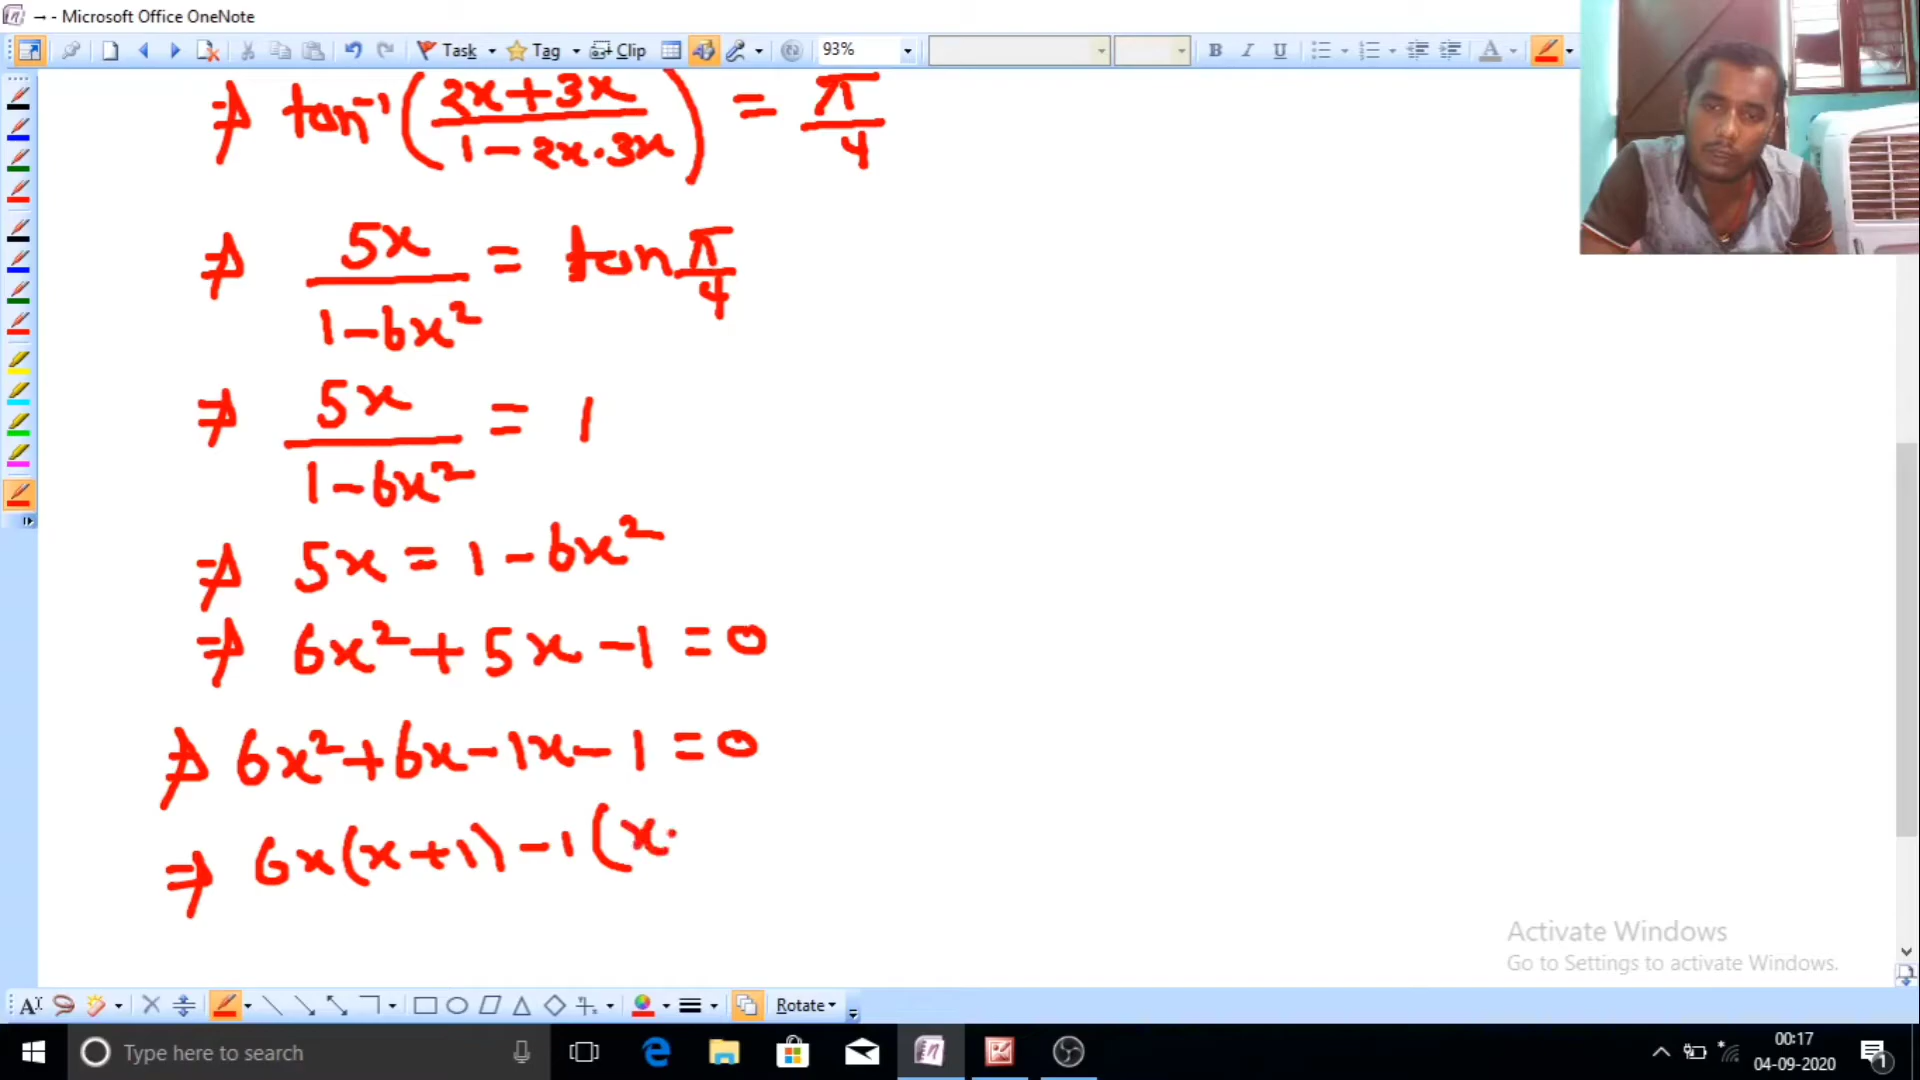 → - Microsoft Office OneNote
Task Tag Clip 93% B I U A
⇒ tan⁻¹(2x+3x / 1-2x·3x) = π/4
⇒ 5x / 1-6x² = tan π/4
⇒ 5x / 1-6x² = 1
⇒ 5x = 1-6x²
⇒ 6x²+5x-1=0
⇒ 6x²+6x-1x-1=0
⇒ 6x(x+1)-1(x
Activate Windows
Go to Settings to activate Windows.
Rotate
Type here to search
00:17
04-09-2020
1